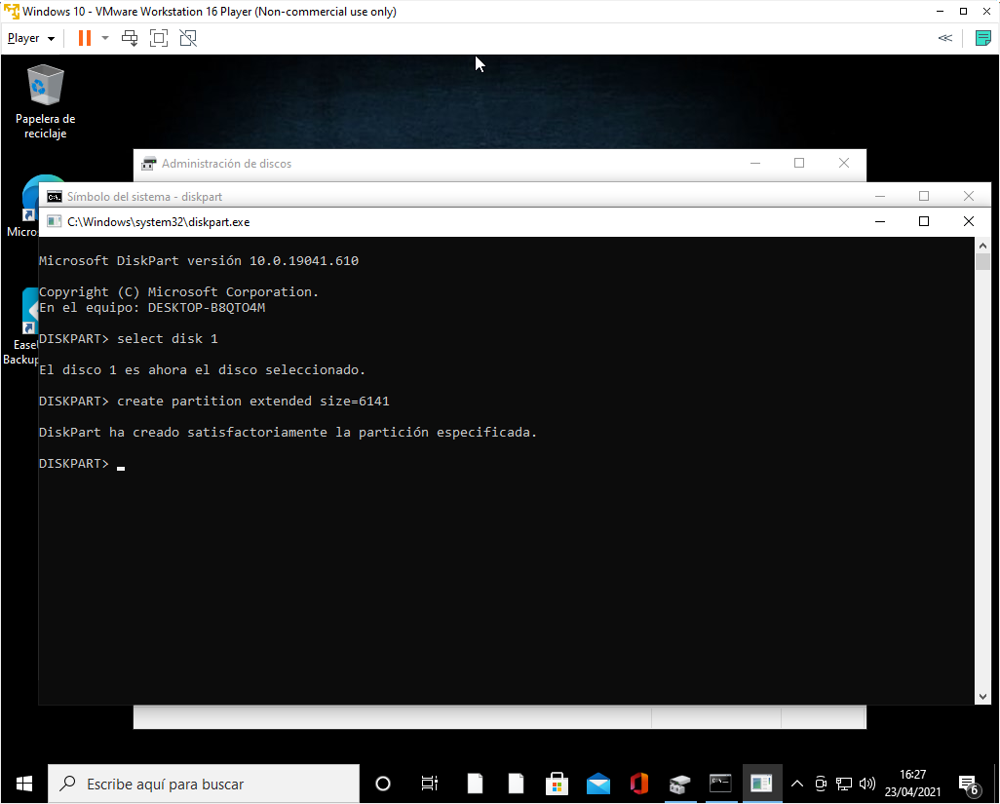 Windows 10 - VMware Workstation 16 Player (Non-commercial use only)
Player
Papelera de
reciclaje
Administración de discos
Símbolo del sistema - diskpart
C:\Windows\system32\diskpart.exe
Micro
Microsoft DiskPart versión 10.0.19041.610
Copyright (C) Microsoft Corporation.
En el equipo: DESKTOP-B8QTO4M
DISKPART> select disk 1
Ease
Backup
El disco 1 es ahora el disco seleccionado.
DISKPART> create partition extended size=6141
DiskPart ha creado satisfactoriamente la partición especificada.
DISKPART>
Escribe aquí para buscar
16:27
23/04/2021
6